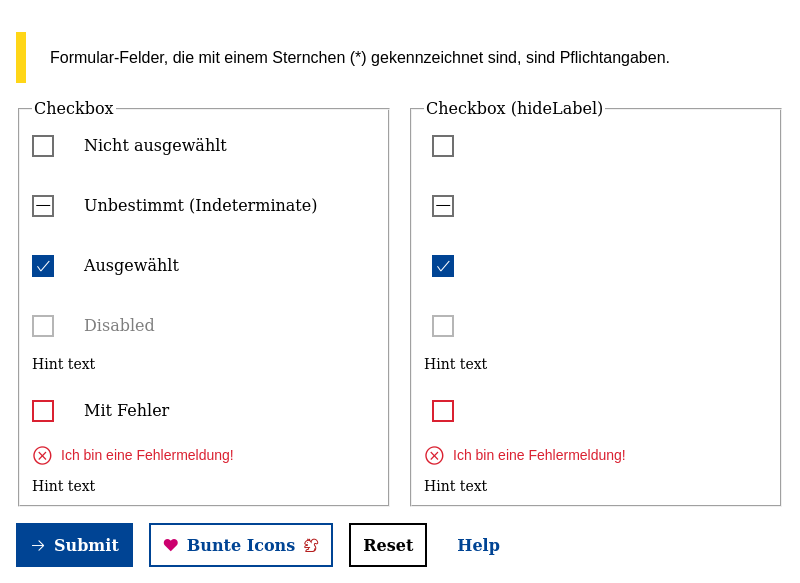 Formular-Felder, die mit einem Sternchen (*) gekennzeichnet sind, sind Pflichtangaben.
Checkbox
Nicht ausgewählt
Unbestimmt (Indeterminate)
Ausgewählt
Disabled
Hint text
Mit Fehler
Ich bin eine Fehlermeldung!
Hint text
Checkbox (hideLabel)
Hint text
Ich bin eine Fehlermeldung!
Hint text
Submit
Bunte Icons
Reset
Help